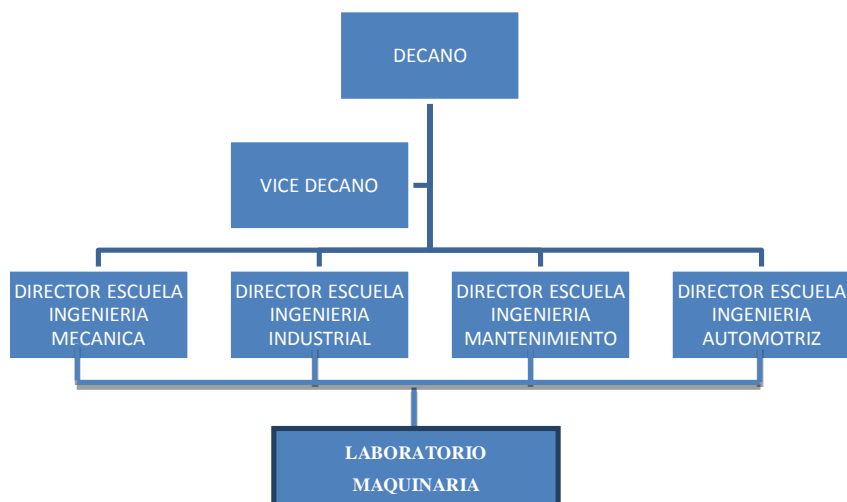 DECANO
VICE DECANO
DIRECTOR ESCUELA
INGENIERIA
MECANICA
DIRECTOR ESCUELA
INGENIERIA
INDUSTRIAL
DIRECTOR ESCUELA
INGENIERIA
MANTENIMIENTO
DIRECTOR ESCUELA
INGENIERIA
AUTOMOTRIZ
LABORATORIO
MAQUINARIA